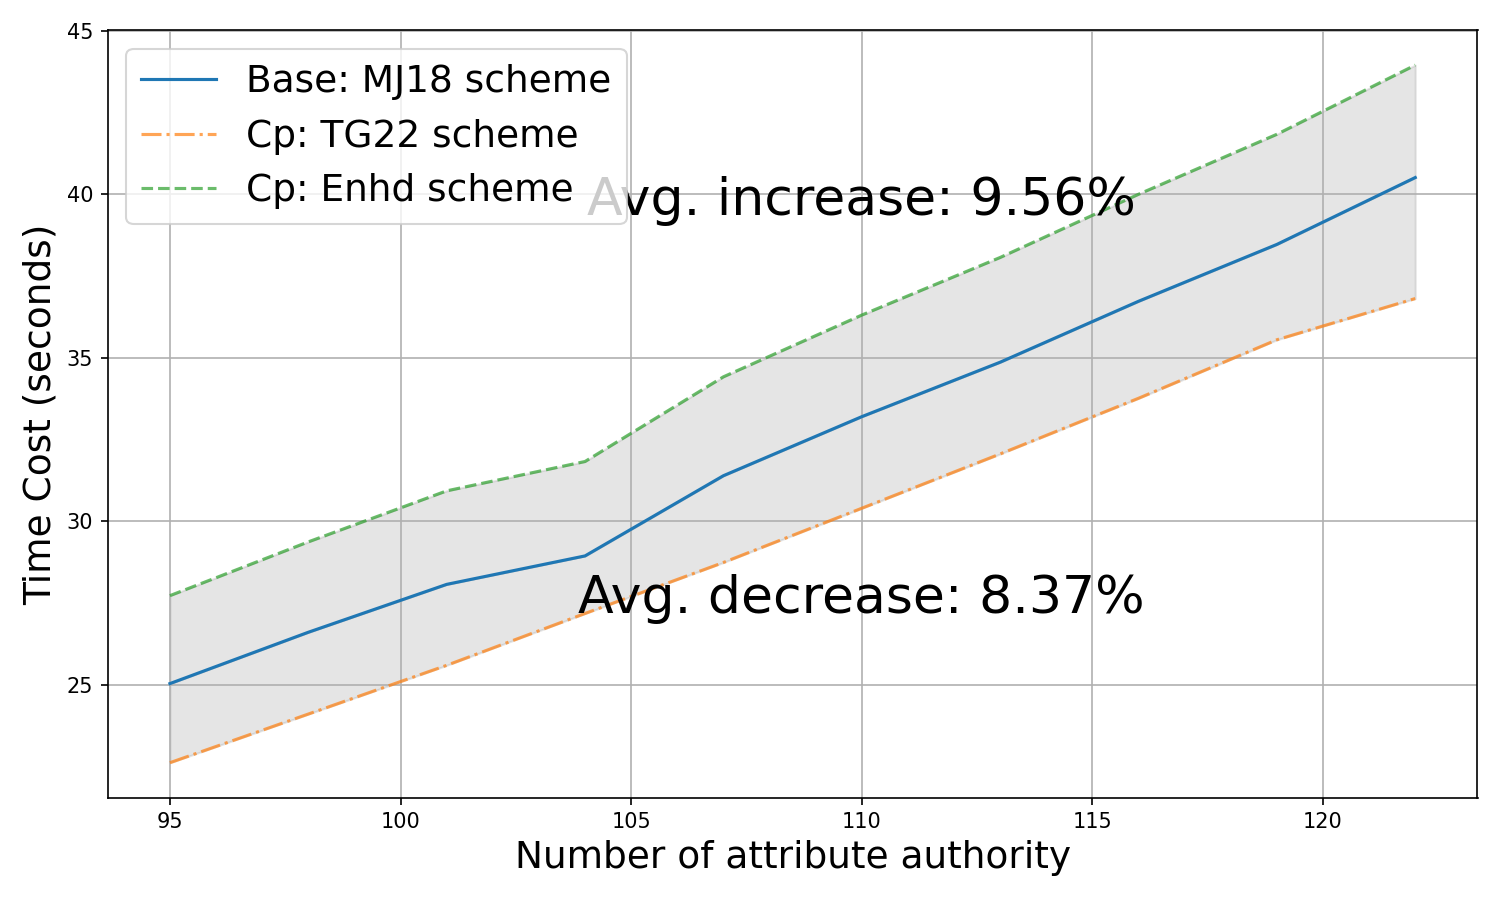 45
40
35
30
25
Time Cost (seconds)
Base: MJ18 scheme
Cp: TG22 scheme
Cp: Enhd scheme
Avg. increase: 9.56%
Avg. decrease: 8.37%
95 100 105 110 115 120
Number of attribute authority